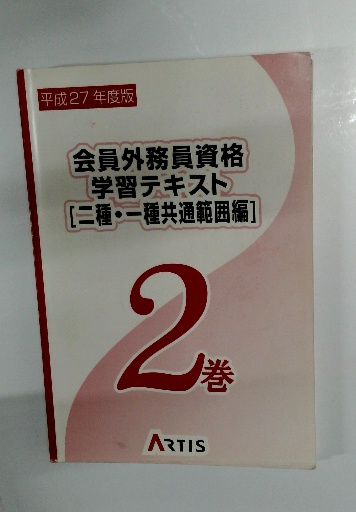 平成27年度版
会員外務員資格
学習テキスト
[二種・一種共通範囲編]
2巻
ARTIS